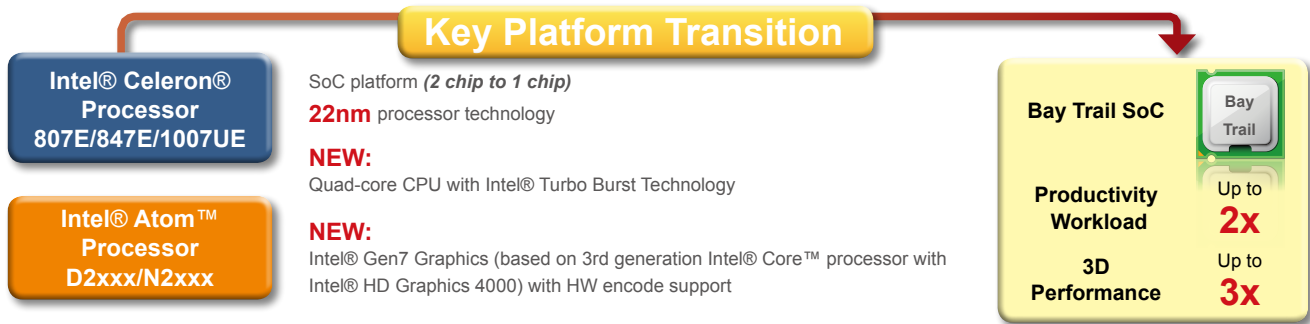 Key Platform Transition
Intel® Celeron®
Processor
807E/847E/1007UE
Intel® Atom™
Processor
D2xxx/N2xxx
SoC platform (2 chip to 1 chip)
22nm processor technology
NEW:
Quad-core CPU with Intel® Turbo Burst Technology
NEW:
Intel® Gen7 Graphics (based on 3rd generation Intel® Core™ processor with
Intel® HD Graphics 4000) with HW encode support
Bay Trail SoC
Bay
Trail
Productivity
Workload
Up to
2x
3D
Performance
Up to
3x